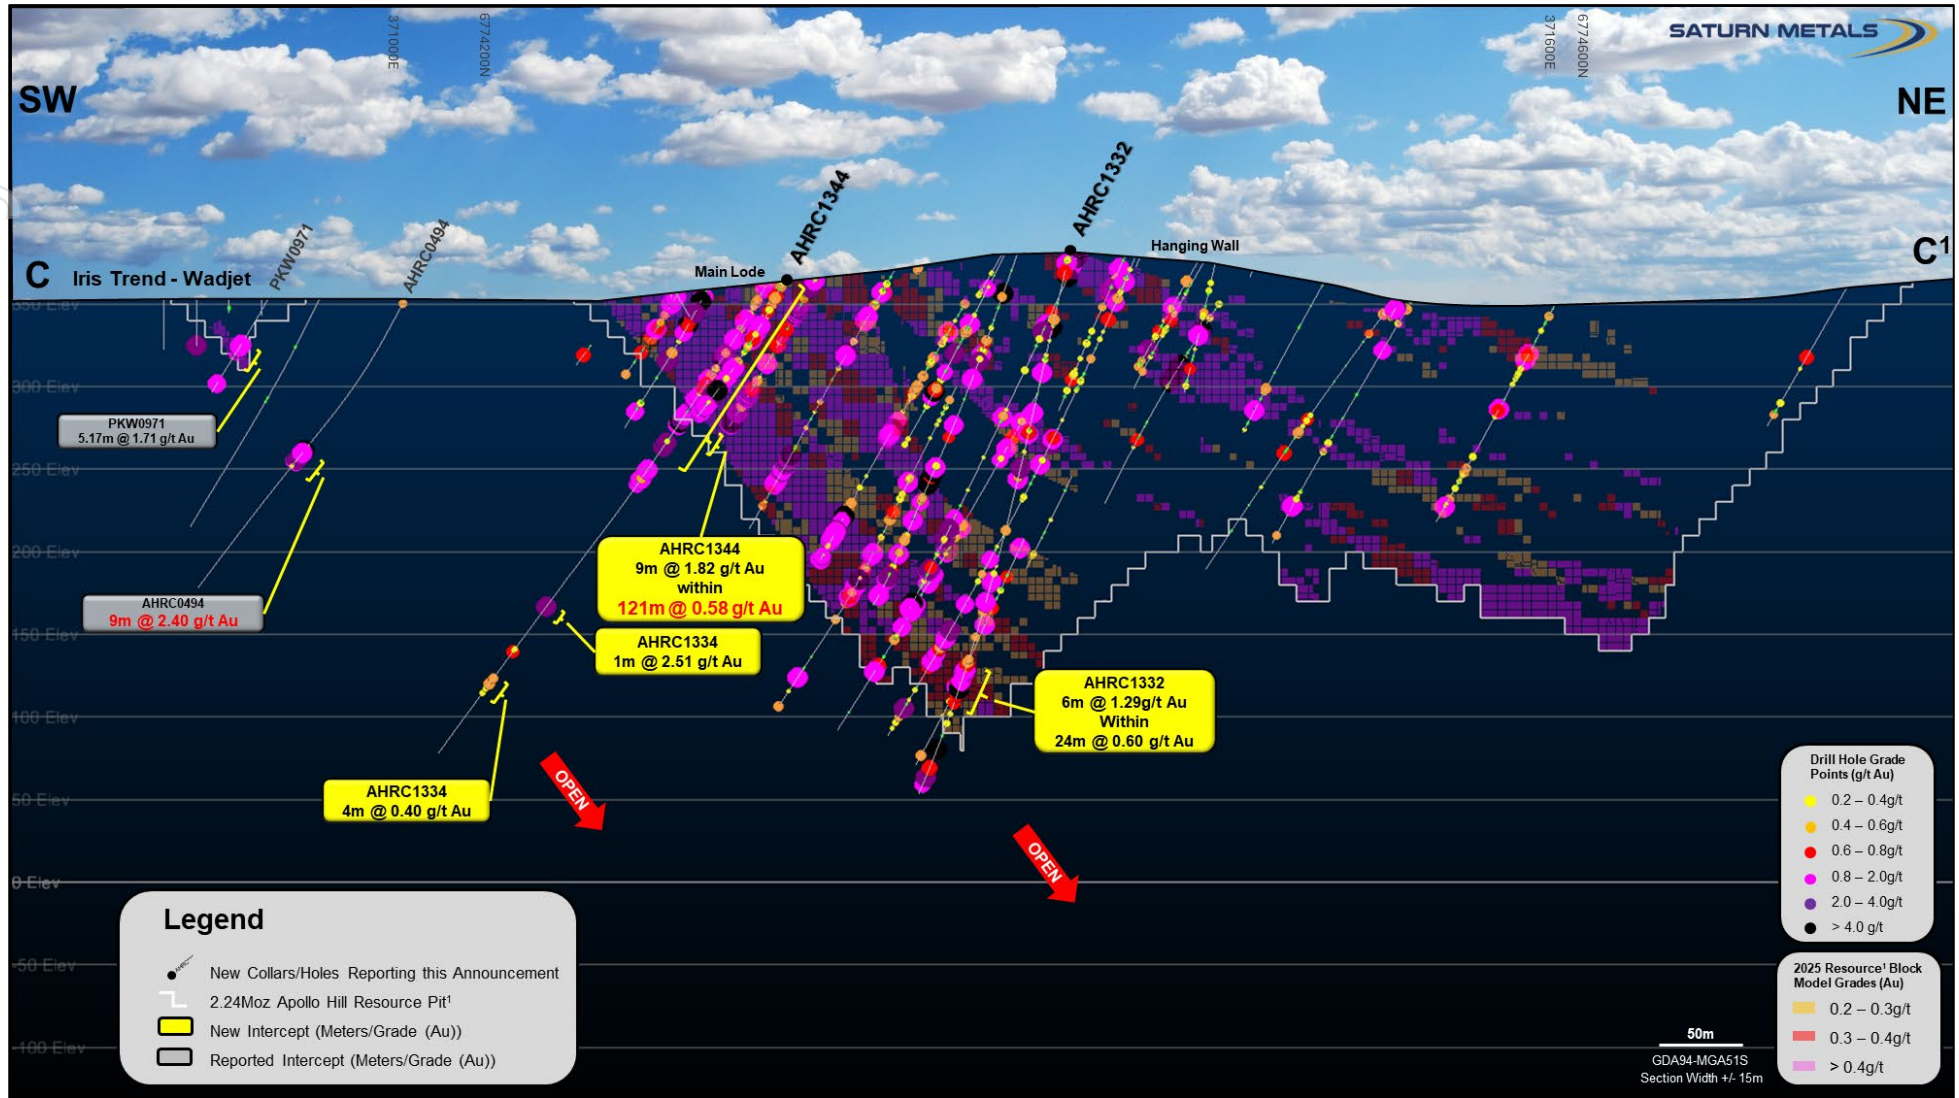 371000E
6774200N
371600E
6774600N
SATURN METALS
SW
NE
AHRC1344
AHRC1332
PKW0971
AHRC0494
C
Iris Trend - Wadjet
Main Lode
Hanging Wall
C1
350 Elev
300 Elev
PKW0971
5.17m @ 1.71 g/t Au
250 Elev
200 Elev
AHRC1344
9m @ 1.82 g/t Au
within
121m @ 0.58 g/t Au
AHRC0494
9m @ 2.40 g/t Au
150 Elev
AHRC1334
1m @ 2.51 g/t Au
AHRC1332
6m @ 1.29g/t Au
Within
24m @ 0.60 g/t Au
100 Elev
AHRC1334
4m @ 0.40 g/t Au
50 Elev
OPEN
OPEN
0 Elev
-50 Elev
-100 Elev
Legend
AHRC
New Collars/Holes Reporting this Announcement
2.24Moz Apollo Hill Resource Pit1
New Intercept (Meters/Grade (Au))
Reported Intercept (Meters/Grade (Au))
Drill Hole Grade
Points (g/t Au)
0.2 – 0.4g/t
0.4 – 0.6g/t
0.6 – 0.8g/t
0.8 – 2.0g/t
2.0 – 4.0g/t
> 4.0 g/t
2025 Resource1 Block
Model Grades (Au)
0.2 – 0.3g/t
0.3 – 0.4g/t
> 0.4g/t
50m
GDA94-MGA51S
Section Width +/- 15m